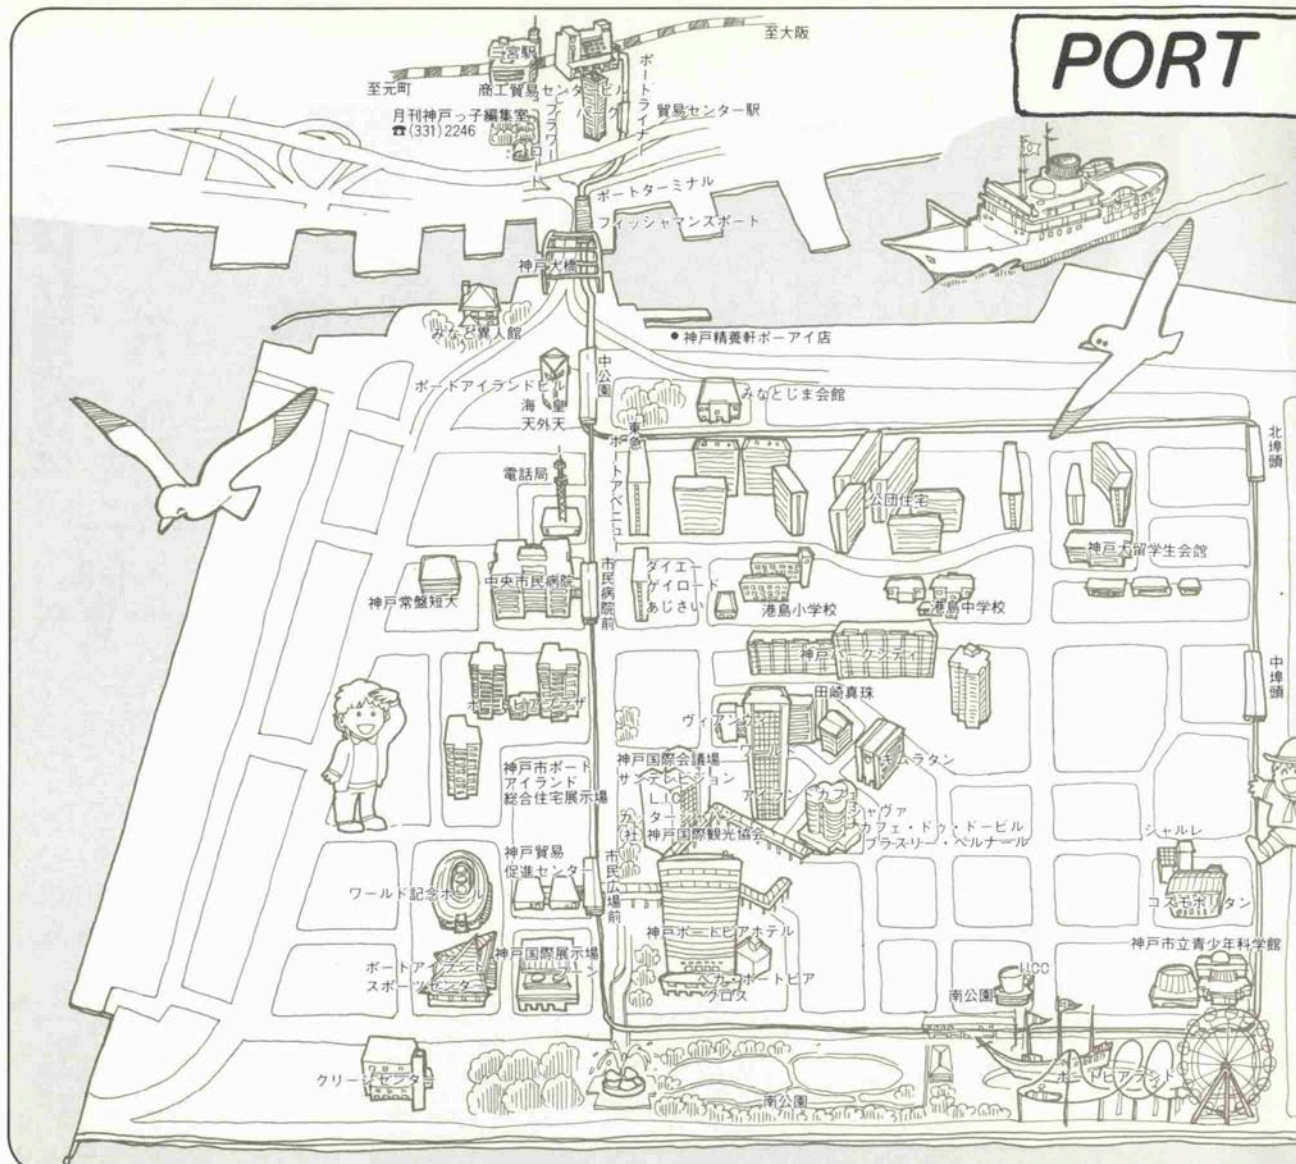 PORT
至大阪
三宮駅
至元町
商工貿易センタービル
ポートライナー
貿易センター駅
月刊神戸っ子編集室
☎(331)2246
フラワーロード
ポートターミナル
フィッシャマンスポート
神戸大橋
みなと異人館
神戸精養軒ポーアイ店
中公園
ポートアイランドビル
海皇
天外天
みなとじま会館
東急
ポートアベニュー
北埠頭
電話局
公団住宅
神戸大留学生会館
中央市民病院
市民病院前
神戸常盤短大
ダイエー
ゲイロード
あじさい
港島小学校
港島中学校
神戸パークシティ
中埠頭
田崎真珠
ポートピアプラザ
ワールド
キムラタン
神戸国際会議場
サンテレビジョン
神戸市ポート
アイランド
総合住宅展示場
アイランドカフェ
シャヴァ
カフェ・ドゥ・ドービル
ブラスリー・ベルナール
(社)神戸国際観光協会
シャルレ
神戸貿易
促進センター
市民広場前
ワールド記念ホール
コスモポリタン
神戸ポートピアホテル
神戸市立青少年科学館
神戸国際展示場
ポートアイランド
スポーツセンター
南公園
クリーンセンター
ポートピアランド
南公園